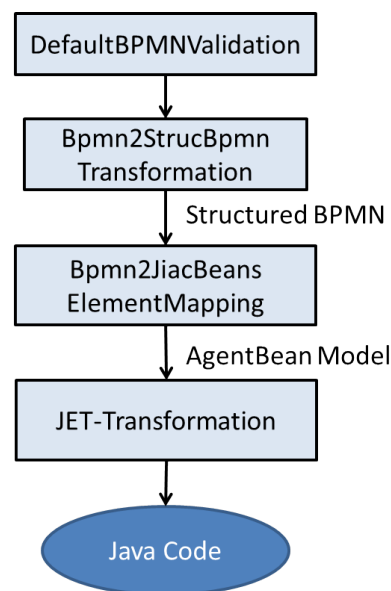 DefaultBPMNValidation
Bpmn2StrucBpmn
Transformation
Structured BPMN
Bpmn2JiacBeans
ElementMapping
AgentBean Model
JET-Transformation
Java Code